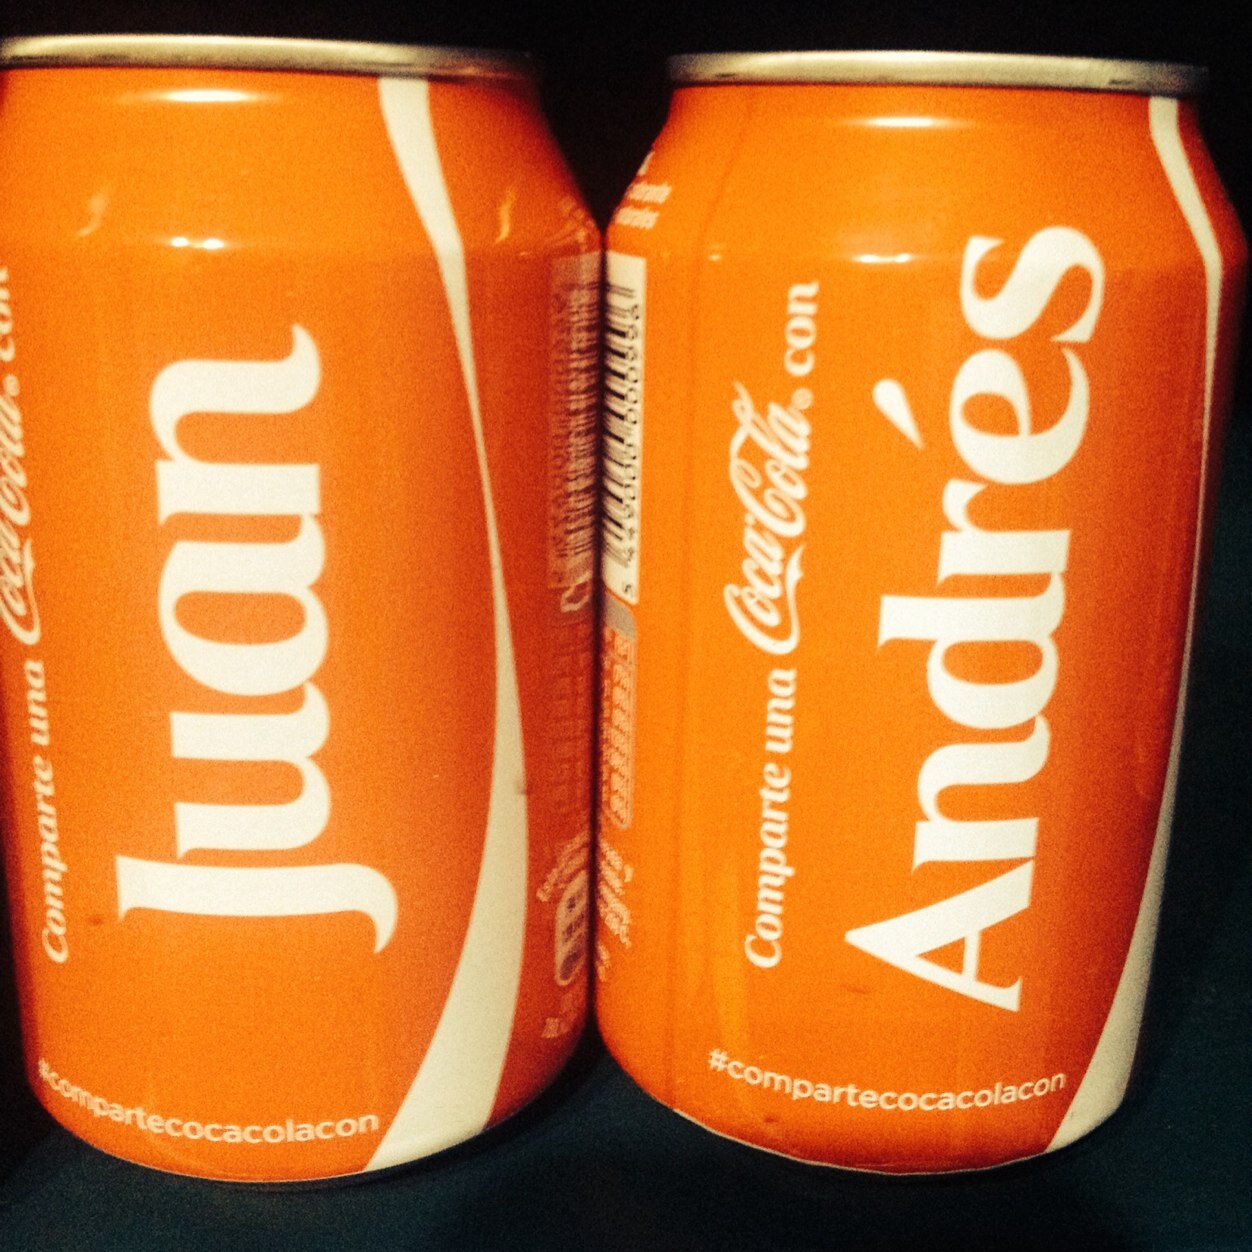 Comparte una Coca-Cola. con
Juan
#compartecocacolacon
Comparte una Coca-Cola. con
Andrés
#compartecocacolacon